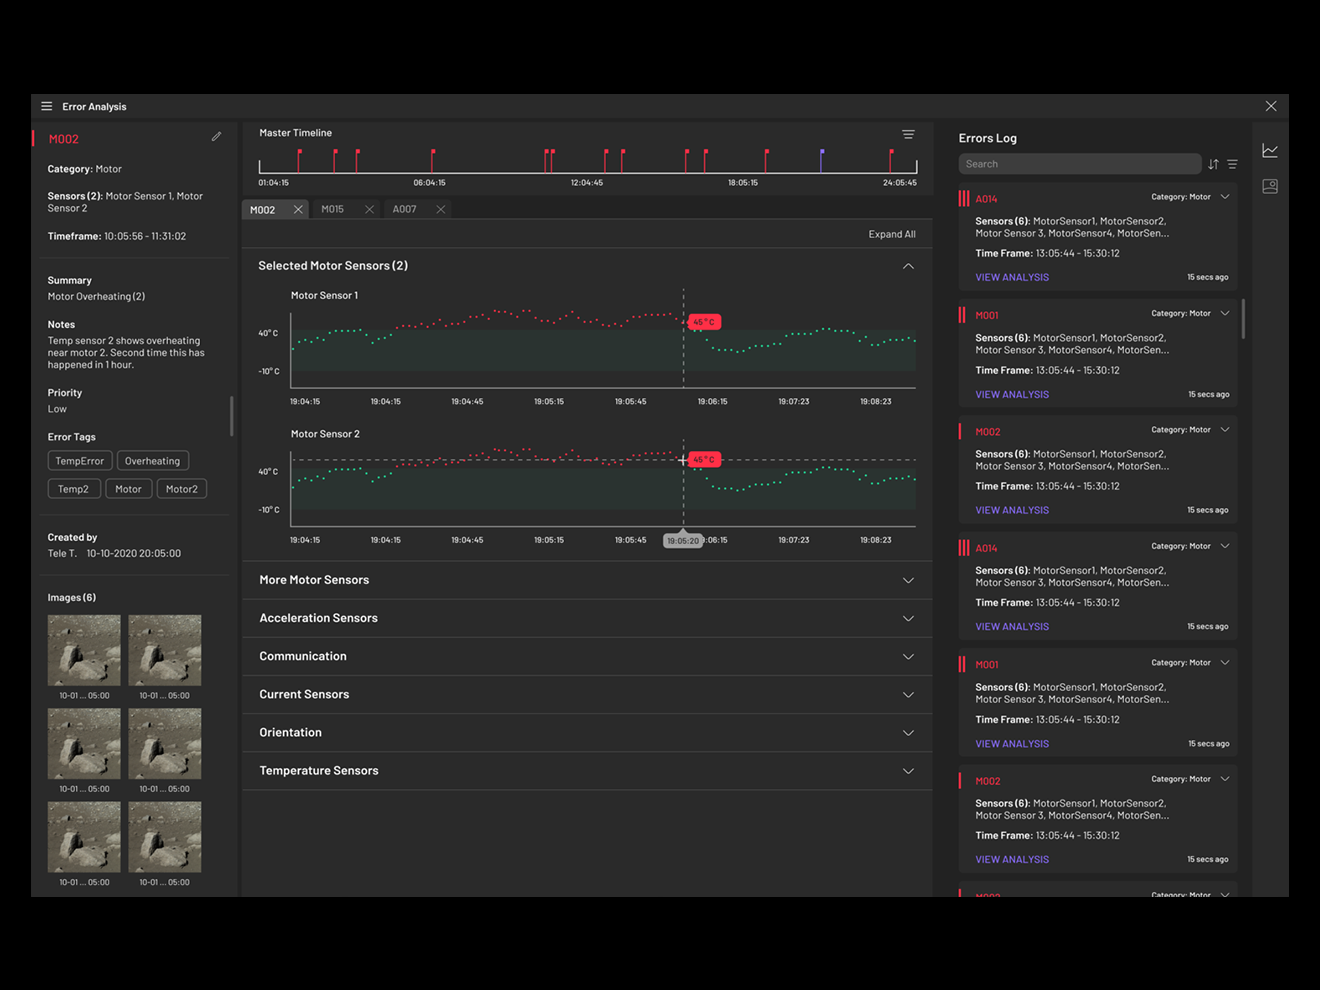 Error Analysis
M002
Category: Motor
Sensors (2): Motor Sensor 1, Motor
Sensor 2
Timeframe: 10:05:56 - 11:31:02
Summary
Motor Overheating (2)
Notes
Temp sensor 2 shows overheating
near motor 2. Second time this has
happened in 1 hour.
Priority
Low
Error Tags
TempError
Overheating
Temp2
Motor
Motor2
Created by
Tele T. 10-10-2020 20:05:00
Images (6)
10-01 ... 05:00
10-01 ... 05:00
10-01 ... 05:00
10-01 ... 05:00
10-01 ... 05:00
10-01 ... 05:00
Master Timeline
01:04:15
06:04:15
12:04:45
18:05:15
24:05:45
M002
M015
A007
Expand All
Selected Motor Sensors (2)
Motor Sensor 1
45°C
40°C
-10°C
19:04:15
19:04:15
19:04:45
19:05:15
19:05:45
19:06:15
19:07:23
19:08:23
Motor Sensor 2
45°C
40°C
-10°C
19:04:15
19:04:15
19:04:45
19:05:15
19:05:45
19:05:20
:06:15
19:07:23
19:08:23
More Motor Sensors
Acceleration Sensors
Communication
Current Sensors
Orientation
Temperature Sensors
Errors Log
Search
A014
Category: Motor
Sensors (6): MotorSensor1, MotorSensor2,
Motor Sensor 3, MotorSensor4, MotorSen...
Time Frame: 13:05:44 - 15:30:12
VIEW ANALYSIS
15 secs ago
M001
Category: Motor
Sensors (6): MotorSensor1, MotorSensor2,
Motor Sensor 3, MotorSensor4, MotorSen...
Time Frame: 13:05:44 - 15:30:12
VIEW ANALYSIS
15 secs ago
M002
Category: Motor
Sensors (6): MotorSensor1, MotorSensor2,
Motor Sensor 3, MotorSensor4, MotorSen...
Time Frame: 13:05:44 - 15:30:12
VIEW ANALYSIS
15 secs ago
A014
Category: Motor
Sensors (6): MotorSensor1, MotorSensor2,
Motor Sensor 3, MotorSensor4, MotorSen...
Time Frame: 13:05:44 - 15:30:12
VIEW ANALYSIS
15 secs ago
M001
Category: Motor
Sensors (6): MotorSensor1, MotorSensor2,
Motor Sensor 3, MotorSensor4, MotorSen...
Time Frame: 13:05:44 - 15:30:12
VIEW ANALYSIS
15 secs ago
M002
Category: Motor
Sensors (6): MotorSensor1, MotorSensor2,
Motor Sensor 3, MotorSensor4, MotorSen...
Time Frame: 13:05:44 - 15:30:12
VIEW ANALYSIS
15 secs ago
M002
Category: Motor